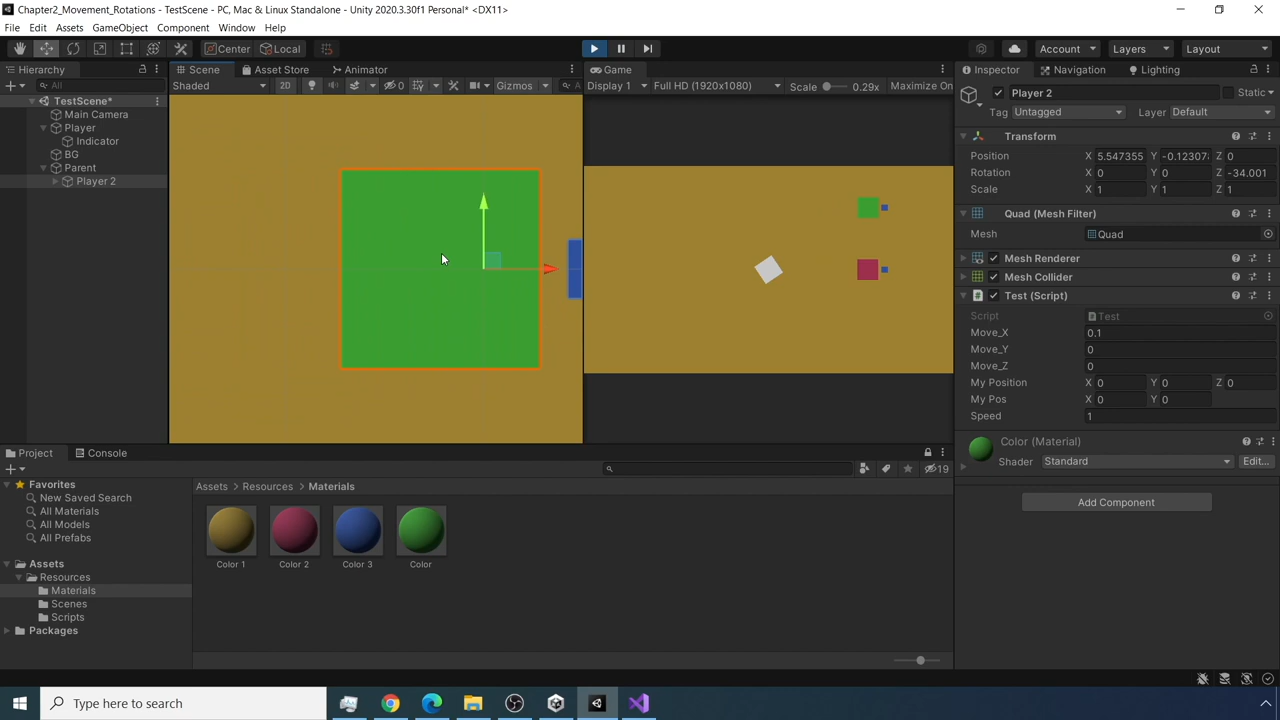 Chapter2_Movement_Rotations - TestScene - PC, Mac & Linux Standalone - Unity 2020.3.30f1 Personal* <DX11>
File Edit Assets GameObject Component Window Help
Center Local Account Layers Layout
Hierarchy Scene Asset Store Animator Game Inspector Navigation Lighting
All Shaded 2D 0 Gizmos Display 1 Full HD (1920x1080) Scale 0.29x Maximize On
Player 2 Static
TestScene*
Tag Untagged Layer Default
Main Camera
Player
Indicator
BG
Parent
Player 2
Transform
Position X 5.547355 Y -0.12307 Z 0
Rotation X 0 Y 0 Z -34.001
Scale X 1 Y 1 Z 1
Quad (Mesh Filter)
Mesh Quad
Mesh Renderer
Mesh Collider
Test (Script)
Script Test
Move_X 0.1
Move_Y 0
Move_Z 0
My Position X 0 Y 0 Z 0
My Pos X 0 Y 0
Speed 1
Color (Material)
Shader Standard Edit...
Add Component
Project Console
19
Favorites
All Searched
All Materials
All Models
All Prefabs
Assets
Resources
Materials
Scenes
Scripts
Packages
Assets > Resources > Materials
Color 1 Color 2 Color 3 Color
Type here to search